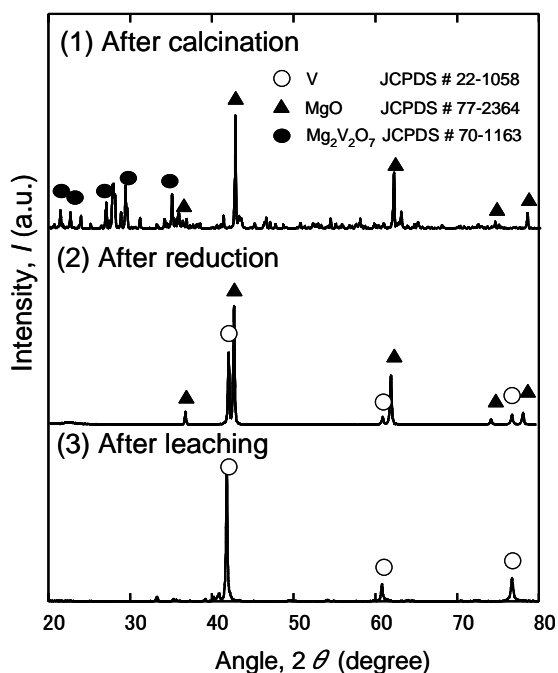 (1) After calcination
V JCPDS # 22-1058
MgO JCPDS # 77-2364
Mg₂V₂O₇ JCPDS # 70-1163
(2) After reduction
(3) After leaching
Intensity, I (a.u.)
20 30 40 50 60 70 80
Angle, 2 θ (degree)